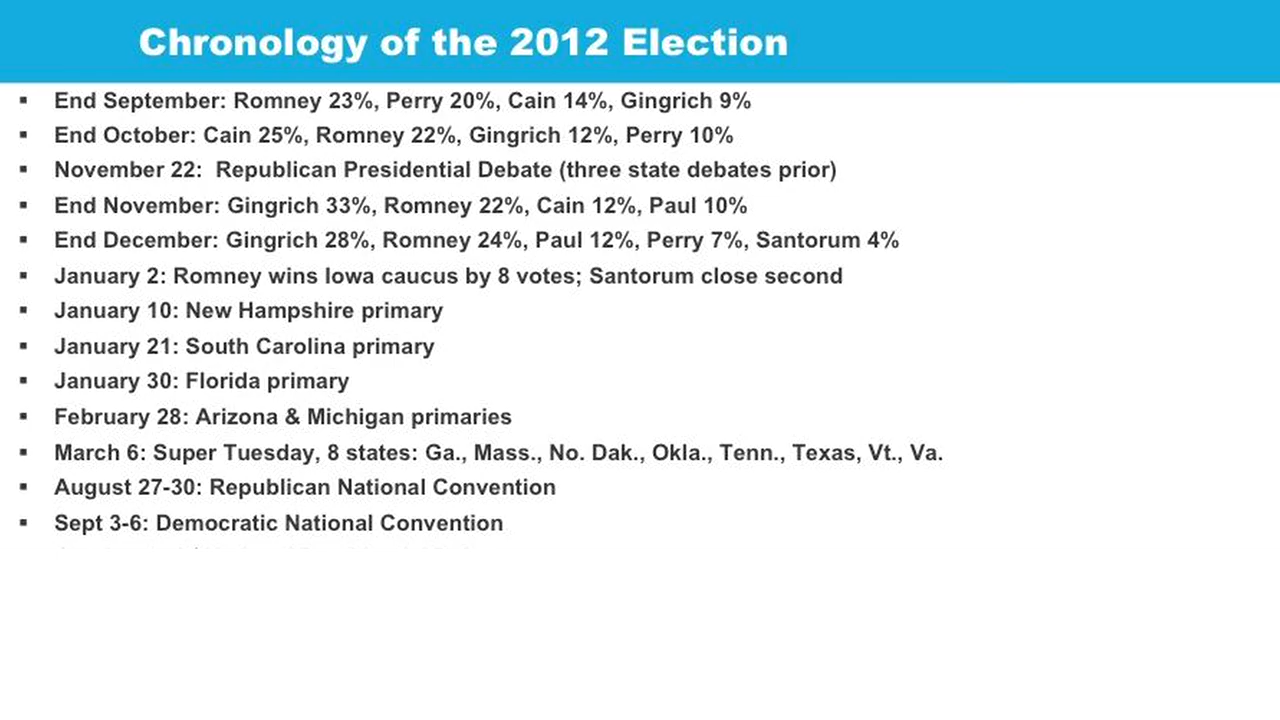 Chronology of the 2012 Election
▪ End September: Romney 23%, Perry 20%, Cain 14%, Gingrich 9%
▪ End October: Cain 25%, Romney 22%, Gingrich 12%, Perry 10%
▪ November 22:  Republican Presidential Debate (three state debates prior)
▪ End November: Gingrich 33%, Romney 22%, Cain 12%, Paul 10%
▪ End December: Gingrich 28%, Romney 24%, Paul 12%, Perry 7%, Santorum 4%
▪ January 2: Romney wins Iowa caucus by 8 votes; Santorum close second
▪ January 10: New Hampshire primary
▪ January 21: South Carolina primary
▪ January 30: Florida primary
▪ February 28: Arizona & Michigan primaries
▪ March 6: Super Tuesday, 8 states: Ga., Mass., No. Dak., Okla., Tenn., Texas, Vt., Va.
▪ August 27-30: Republican National Convention
▪ Sept 3-6: Democratic National Convention